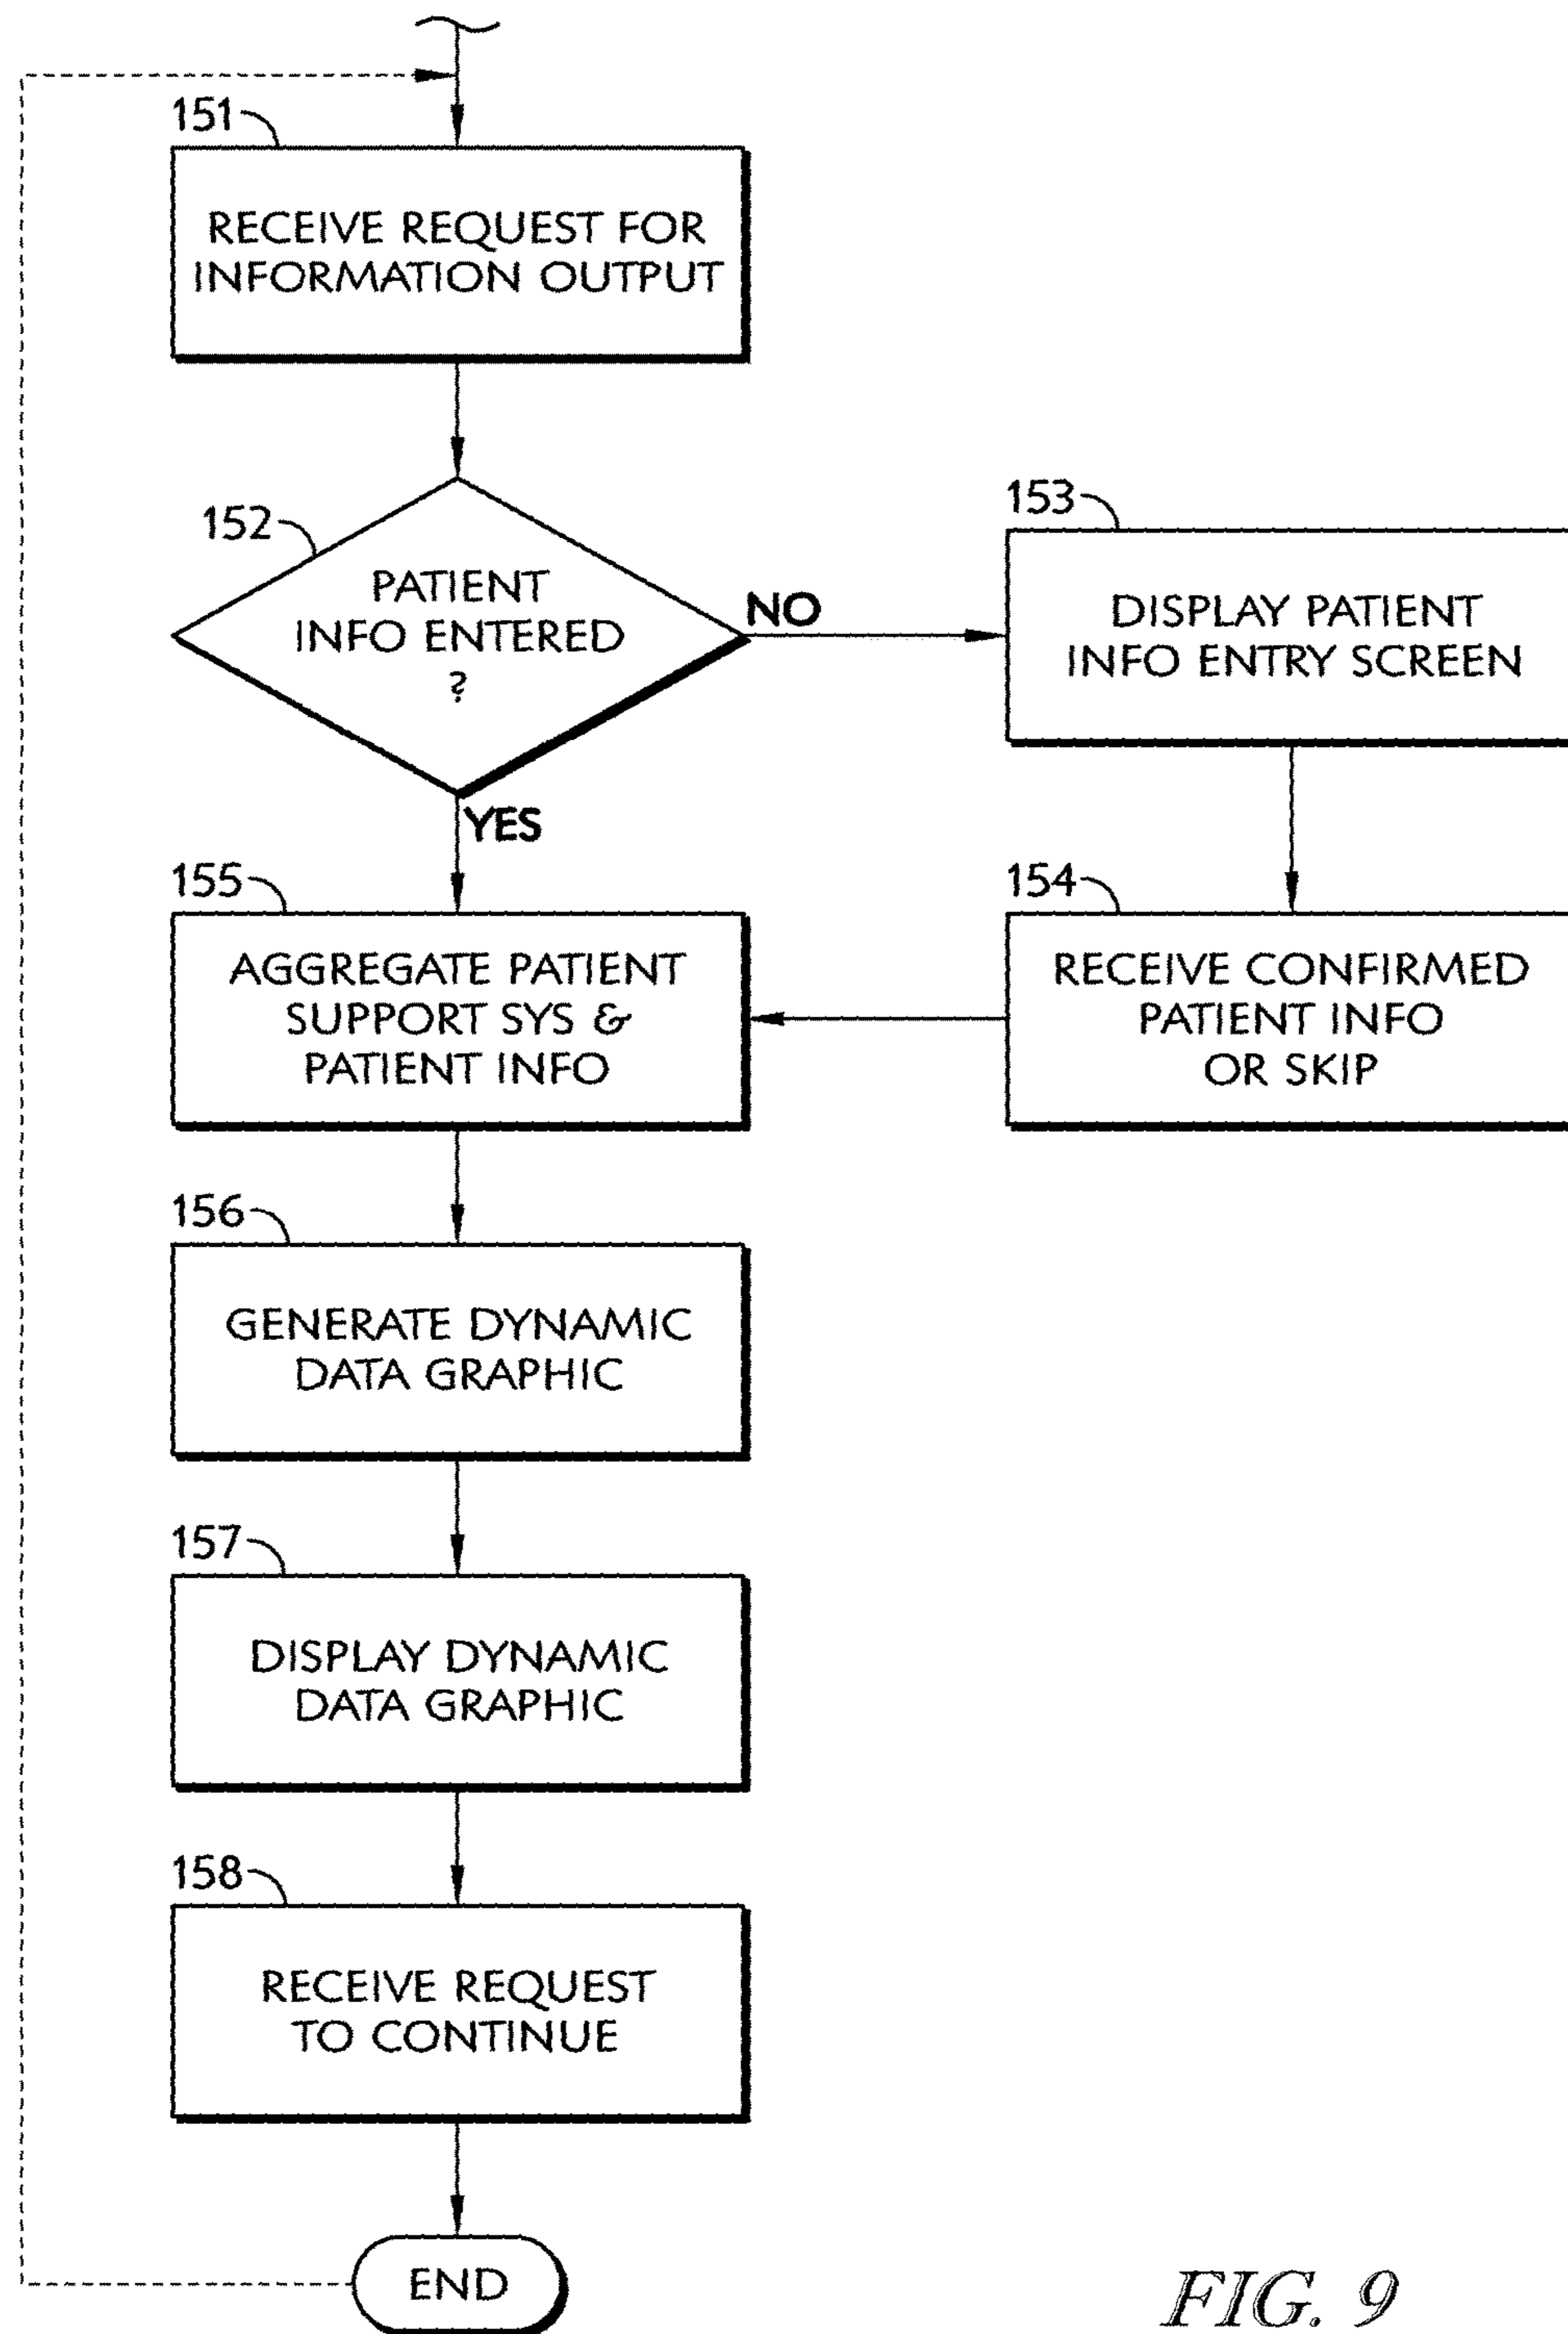 151
RECEIVE REQUEST FOR
INFORMATION OUTPUT
152
PATIENT
INFO ENTERED
?
NO
YES
153
DISPLAY PATIENT
INFO ENTRY SCREEN
154
RECEIVE CONFIRMED
PATIENT INFO
OR SKIP
155
AGGREGATE PATIENT
SUPPORT SYS &
PATIENT INFO
156
GENERATE DYNAMIC
DATA GRAPHIC
157
DISPLAY DYNAMIC
DATA GRAPHIC
158
RECEIVE REQUEST
TO CONTINUE
END
FIG. 9